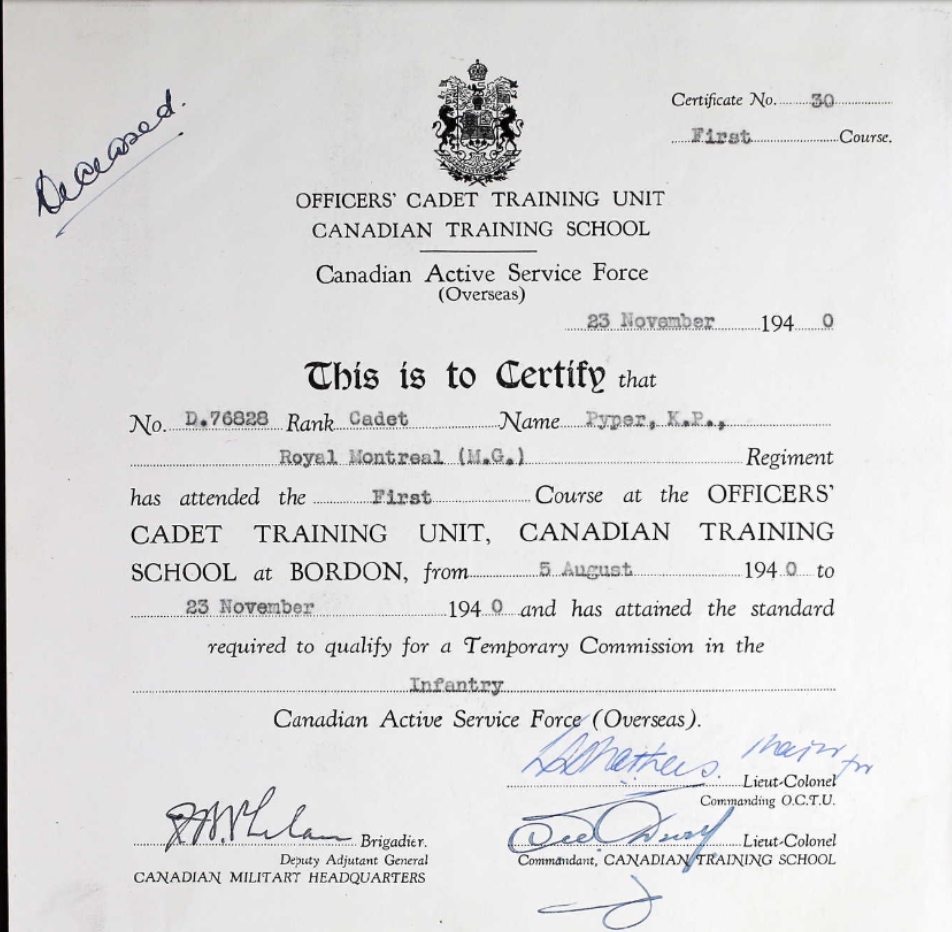 Deceased.
Certificate No. 30
First Course.
OFFICERS' CADET TRAINING UNIT
CANADIAN TRAINING SCHOOL
Canadian Active Service Force
(Overseas)
23 November 1940
This is to Certify that
No. D.76828 Rank Cadet Name Pyper, K.P.,
Royal Montreal (M.G.) Regiment
has attended the First Course at the OFFICERS'
CADET TRAINING UNIT, CANADIAN TRAINING
SCHOOL at BORDON, from 5 August 1940 to
23 November 1940 and has attained the standard
required to qualify for a Temporary Commission in the
Infantry
Canadian Active Service Force (Overseas).
Major
for
Lieut-Colonel
Commanding O.C.T.U.
Brigadier.
Deputy Adjutant General
CANADIAN MILITARY HEADQUARTERS
Lieut-Colonel
Commandant, CANADIAN TRAINING SCHOOL